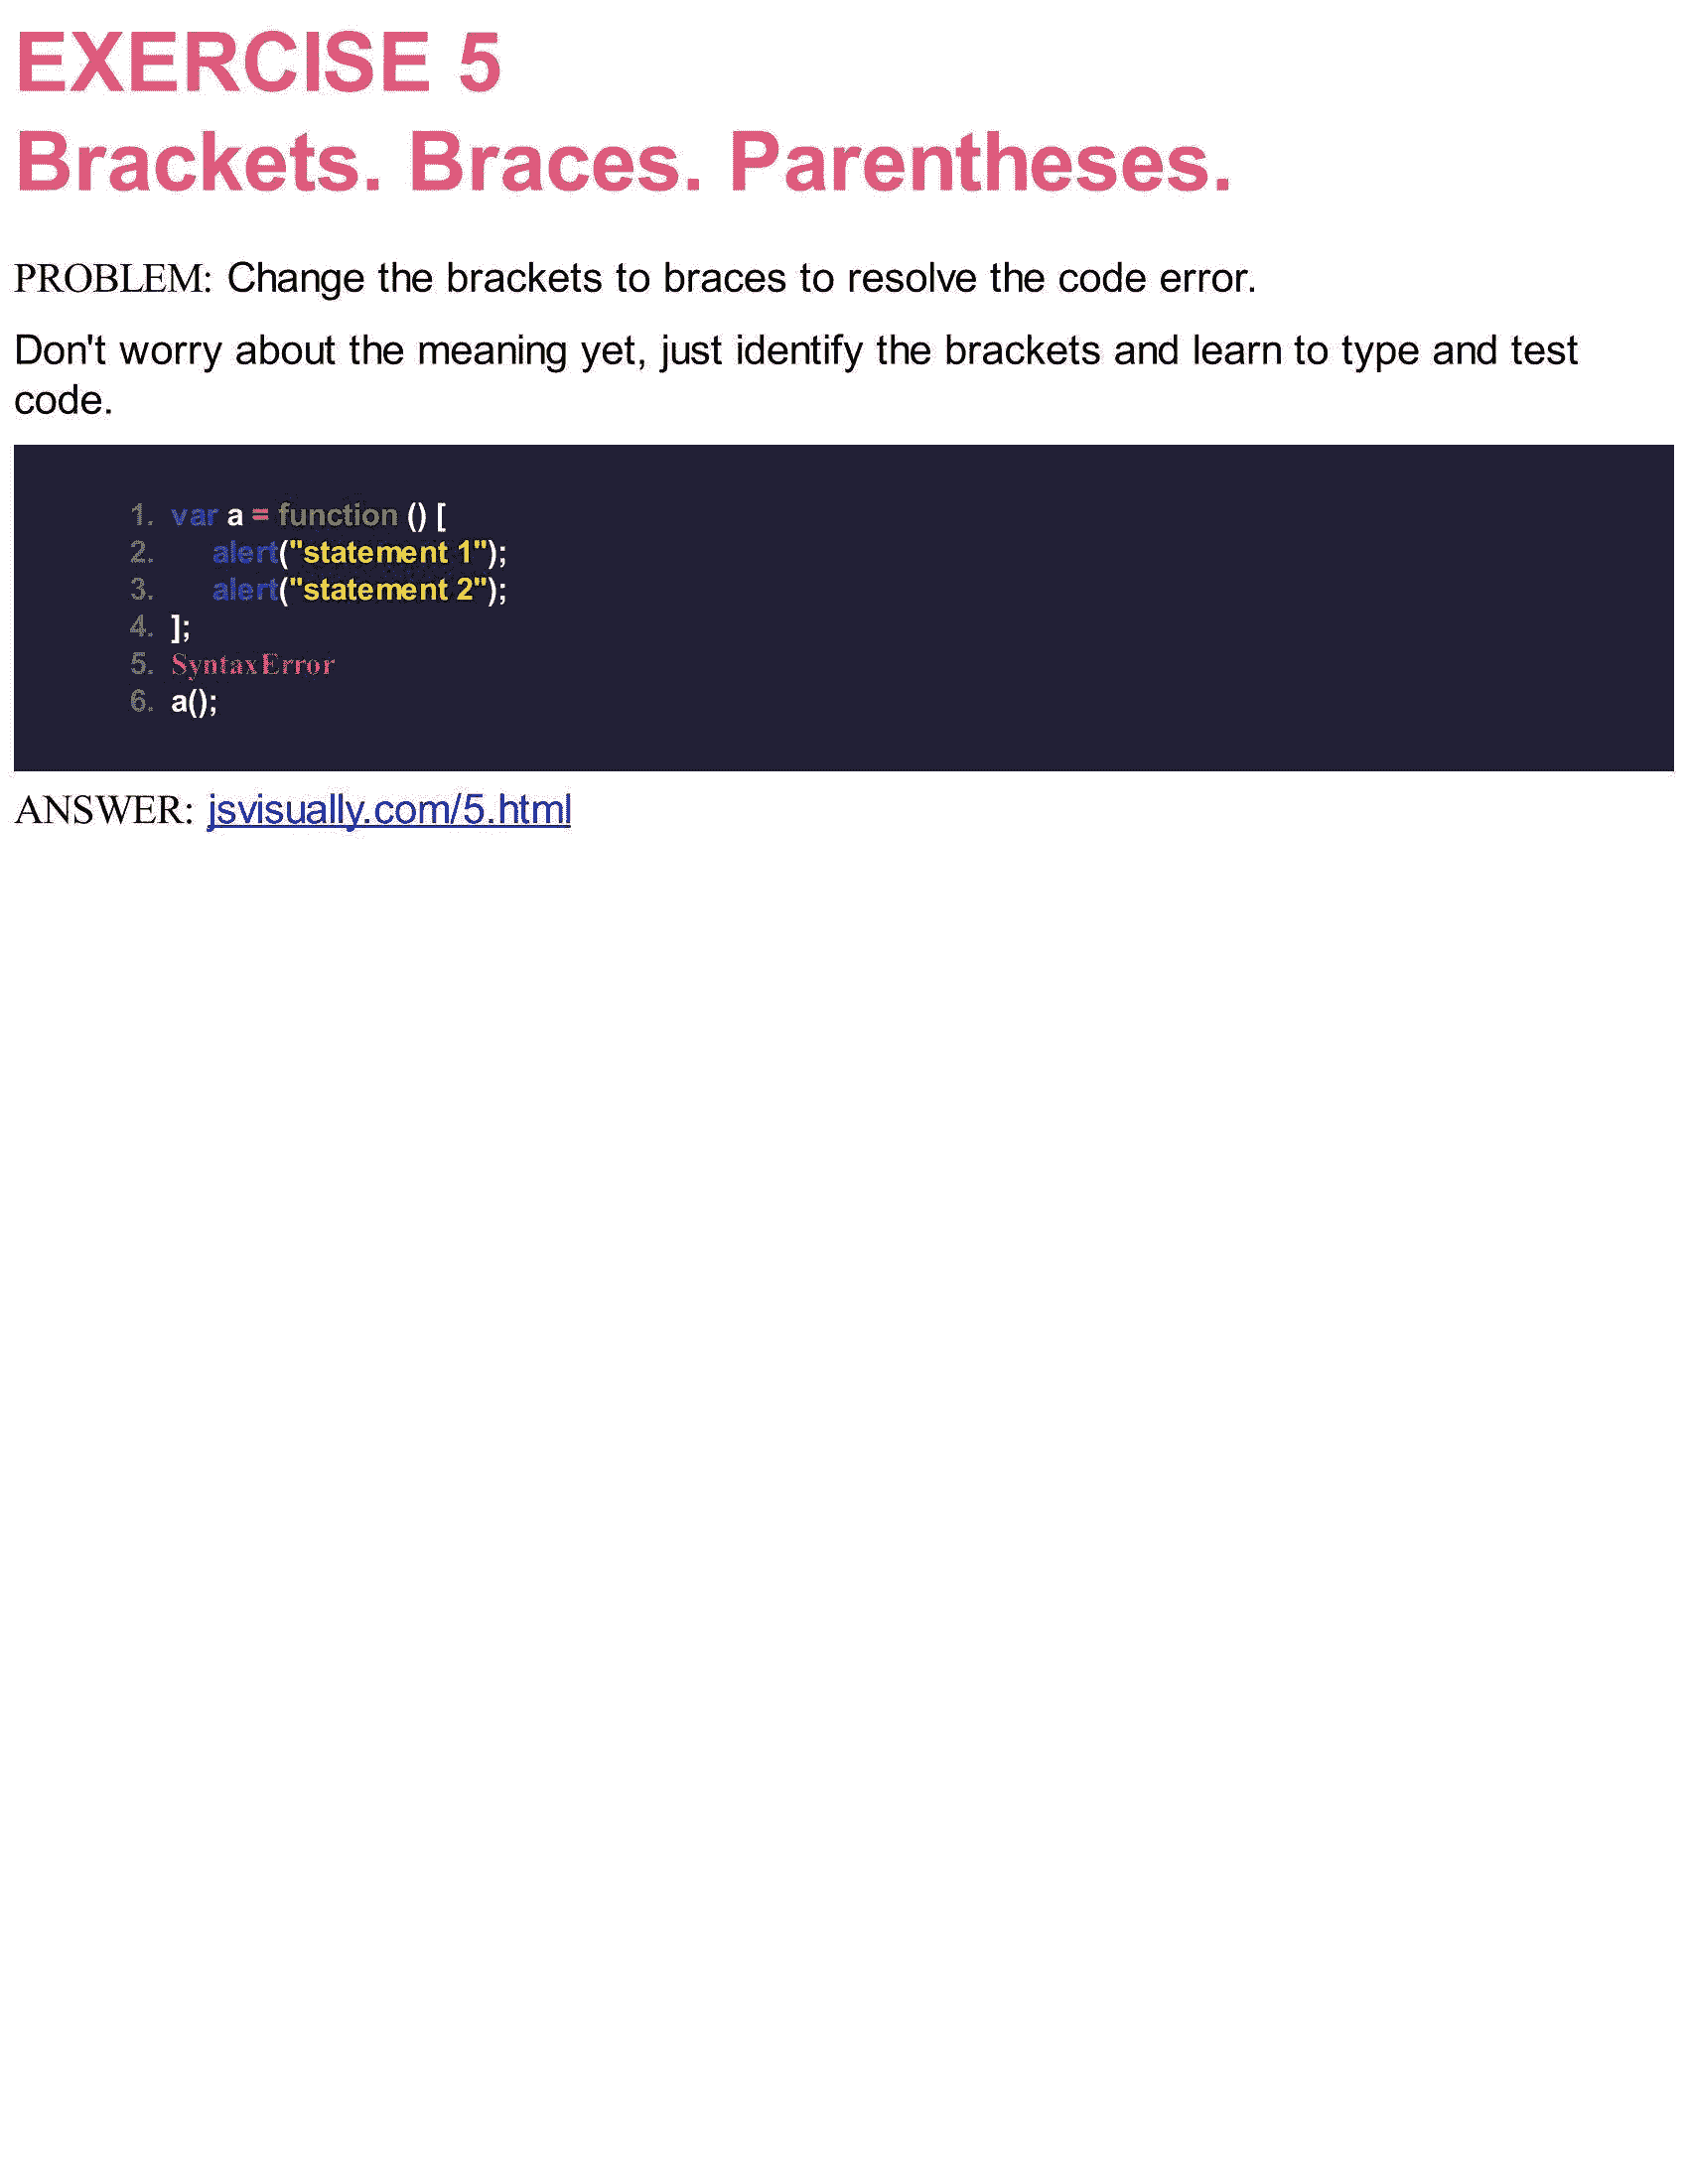 EXERCISE 5
Brackets. Braces. Parentheses.
PROBLEM: Change the brackets to braces to resolve the code error.
Don't worry about the meaning yet, just identify the brackets and learn to type and test
code.
1. var a = function () [
2. alert("statement 1");
3. alert("statement 2");
4. ];
5. SyntaxError
6. a();
ANSWER: jsvisually.com/5.html